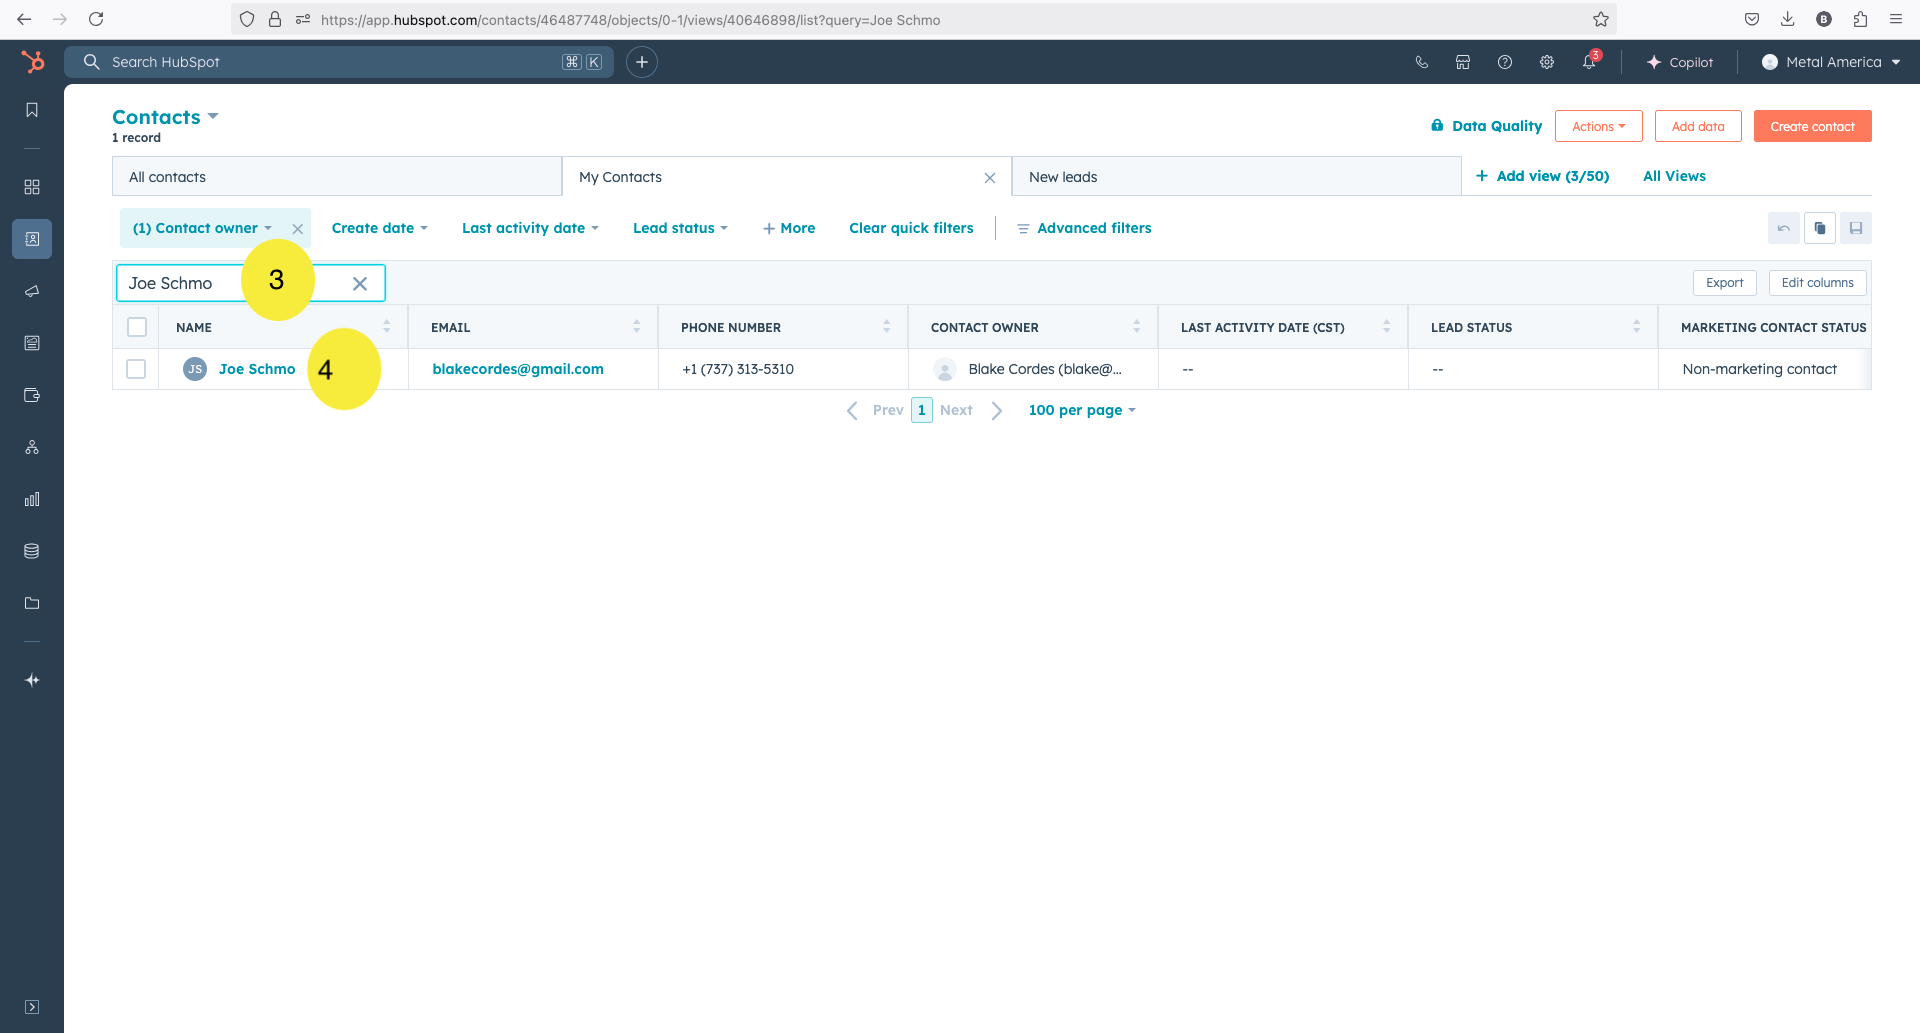 https://app.hubspot.com/contacts/46487748/objects/0-1/views/40646898/list?query=Joe Schmo
B
Search HubSpot
⌘ K
3
Copilot
Metal America
Contacts
1 record
Data Quality
Actions
Add data
Create contact
All contacts
My Contacts
New leads
+ Add view (3/50)
All Views
(1) Contact owner
Create date
Last activity date
Lead status
+ More
Clear quick filters
Advanced filters
Joe Schmo
3
Export
Edit columns
NAME
EMAIL
PHONE NUMBER
CONTACT OWNER
LAST ACTIVITY DATE (CST)
LEAD STATUS
MARKETING CONTACT STATUS
JS
Joe Schmo
4
blakecordes@gmail.com
+1 (737) 313-5310
Blake Cordes (blake@...
--
--
Non-marketing contact
Prev
1
Next
100 per page